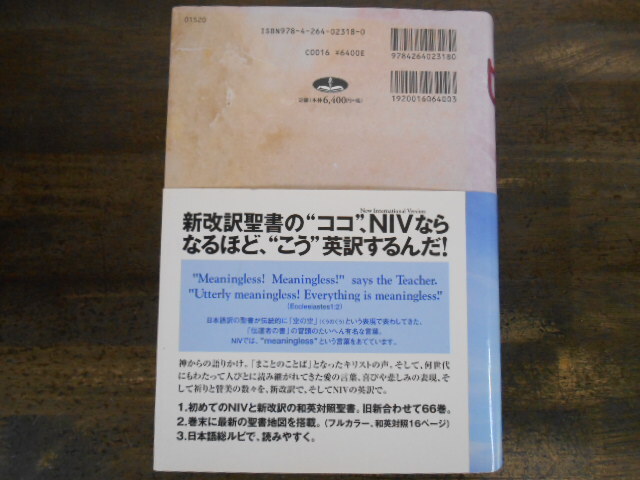 01520
ISBN978-4-264-02318-0
C0016 ¥6400E
9784264023180
定価(本体6,400円+税)
1920016064003
New International Version
新改訳聖書の“ココ”、NIVなら
なるほど、“こう”英訳するんだ!
"Meaningless! Meaningless!" says the Teacher.
"Utterly meaningless! Everything is meaningless."
(Ecclesiastes1:2)
日本語訳の聖書が伝統的に「空の空」(くうのくう)という表現で表わしてきた、
「伝道者の書」の冒頭のたいへん有名な言葉。
NIVでは、"meaningless"という言葉をあてています。
神からの語りかけ。「まことのことば」となったキリストの声。そして、何世代
にもわたって人びとに読み継がれてきた愛の言葉、喜びや悲しみの表現、そ
して祈りと賛美の数々を、新改訳で、そしてNIVの英訳で。
1.初めてのNIVと新改訳の和英対照聖書。旧新合わせて66巻。
2.巻末に最新の聖書地図を搭載。(フルカラー、和英対照16ページ)
3.日本語総ルビで、読みやすく。